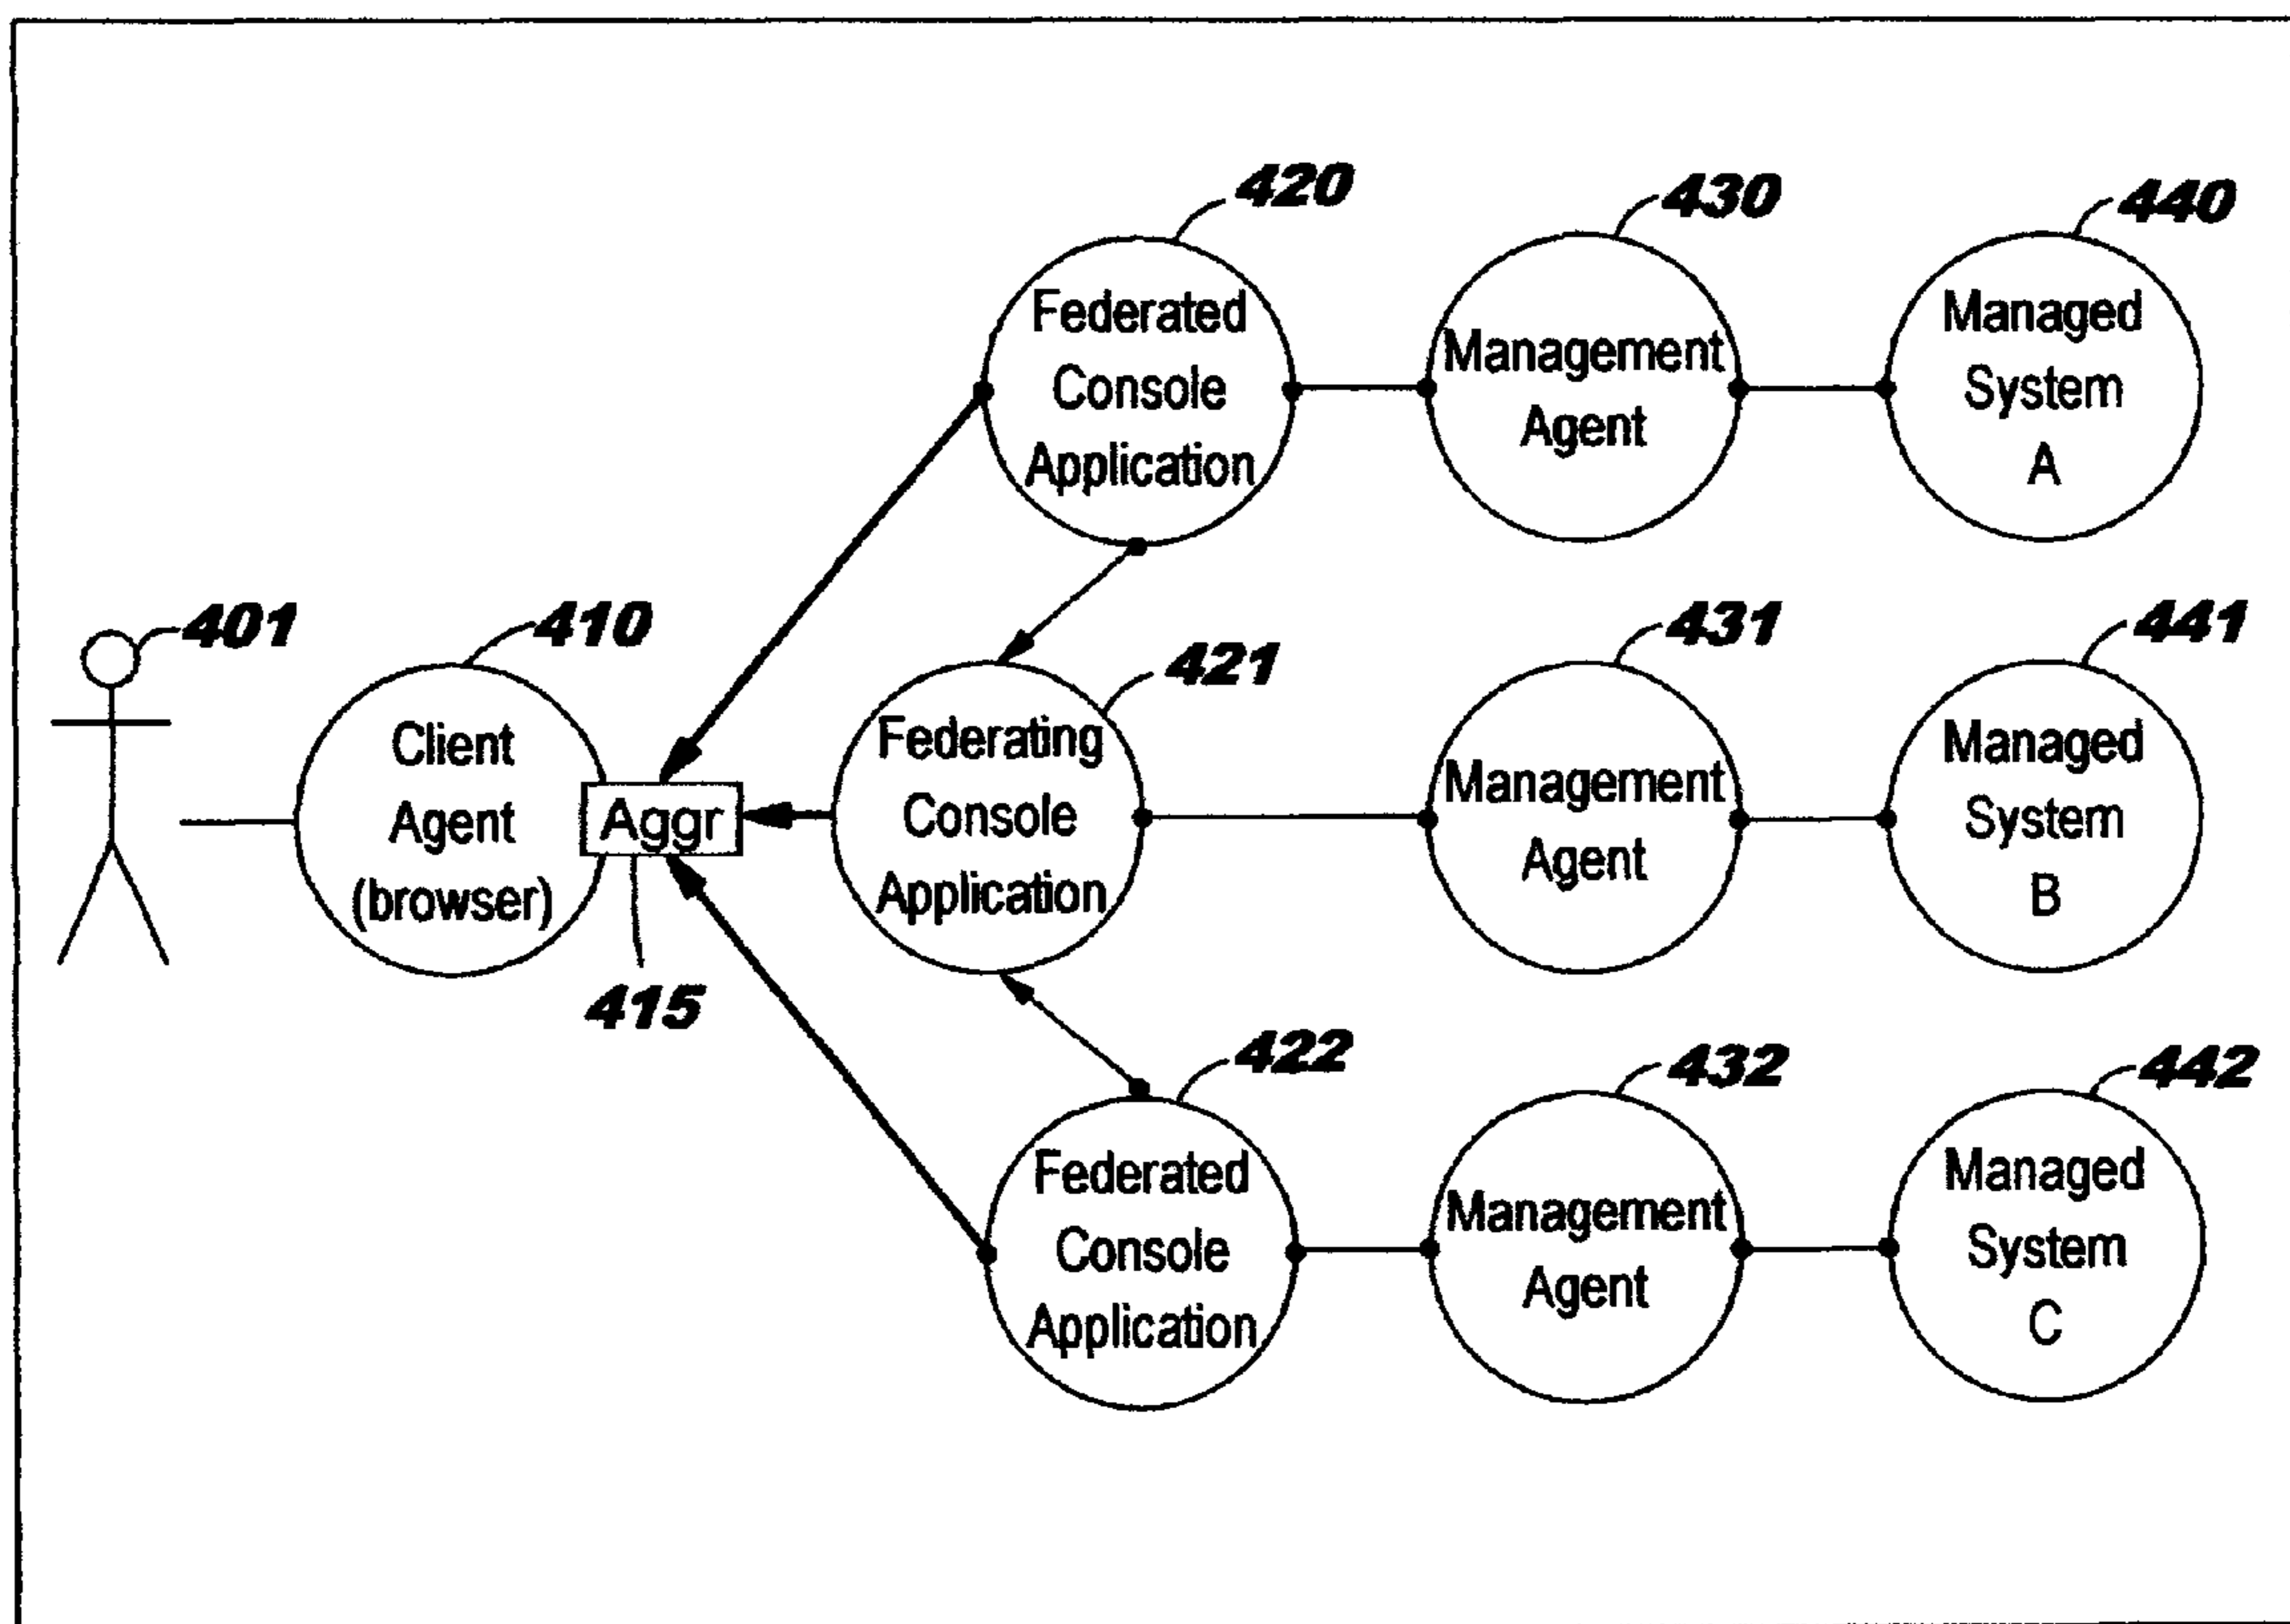 420
430
440
Federated
Console
Application
Management
Agent
Managed
System
A
401
410
421
431
441
Client
Agent
(browser)
Aggr
415
Federating
Console
Application
Management
Agent
Managed
System
B
422
432
442
Federated
Console
Application
Management
Agent
Managed
System
C